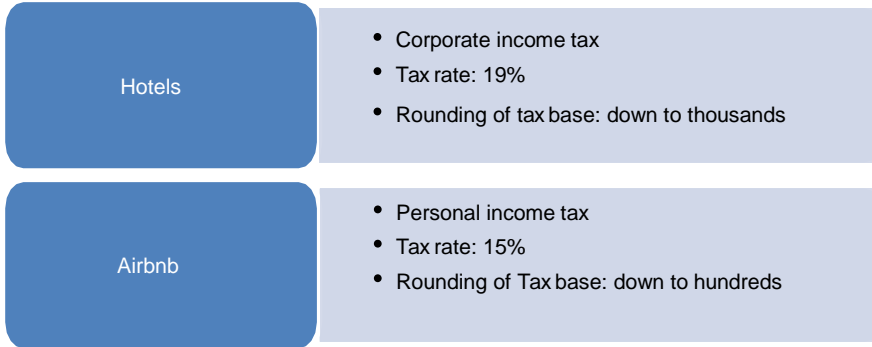 Hotels
• Corporate income tax
• Tax rate: 19%
• Rounding of tax base: down to thousands
Airbnb
• Personal income tax
• Tax rate: 15%
• Rounding of Tax base: down to hundreds